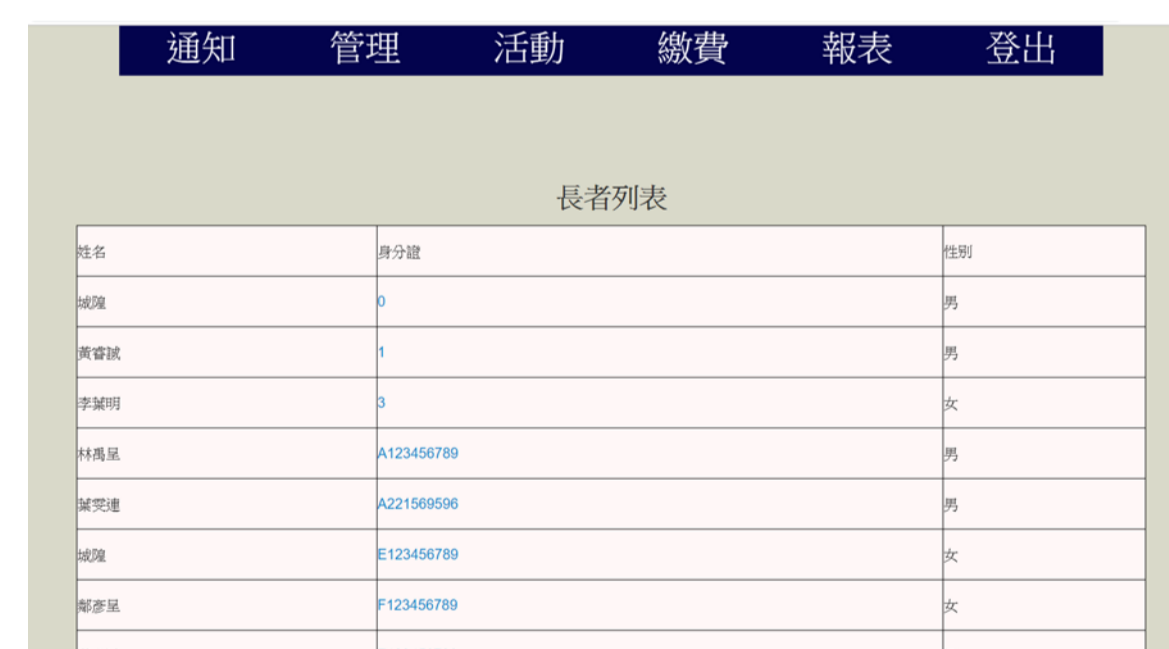 通知 管理 活動 繳費 報表 登出
長者列表
姓名 身分證 性別
城隍 0 男
黃睿誠 1 男
李葉明 3 女
林禹呈 A123456789 男
葉雯連 A221569596 男
城隍 E123456789 女
鄭彥呈 F123456789 女